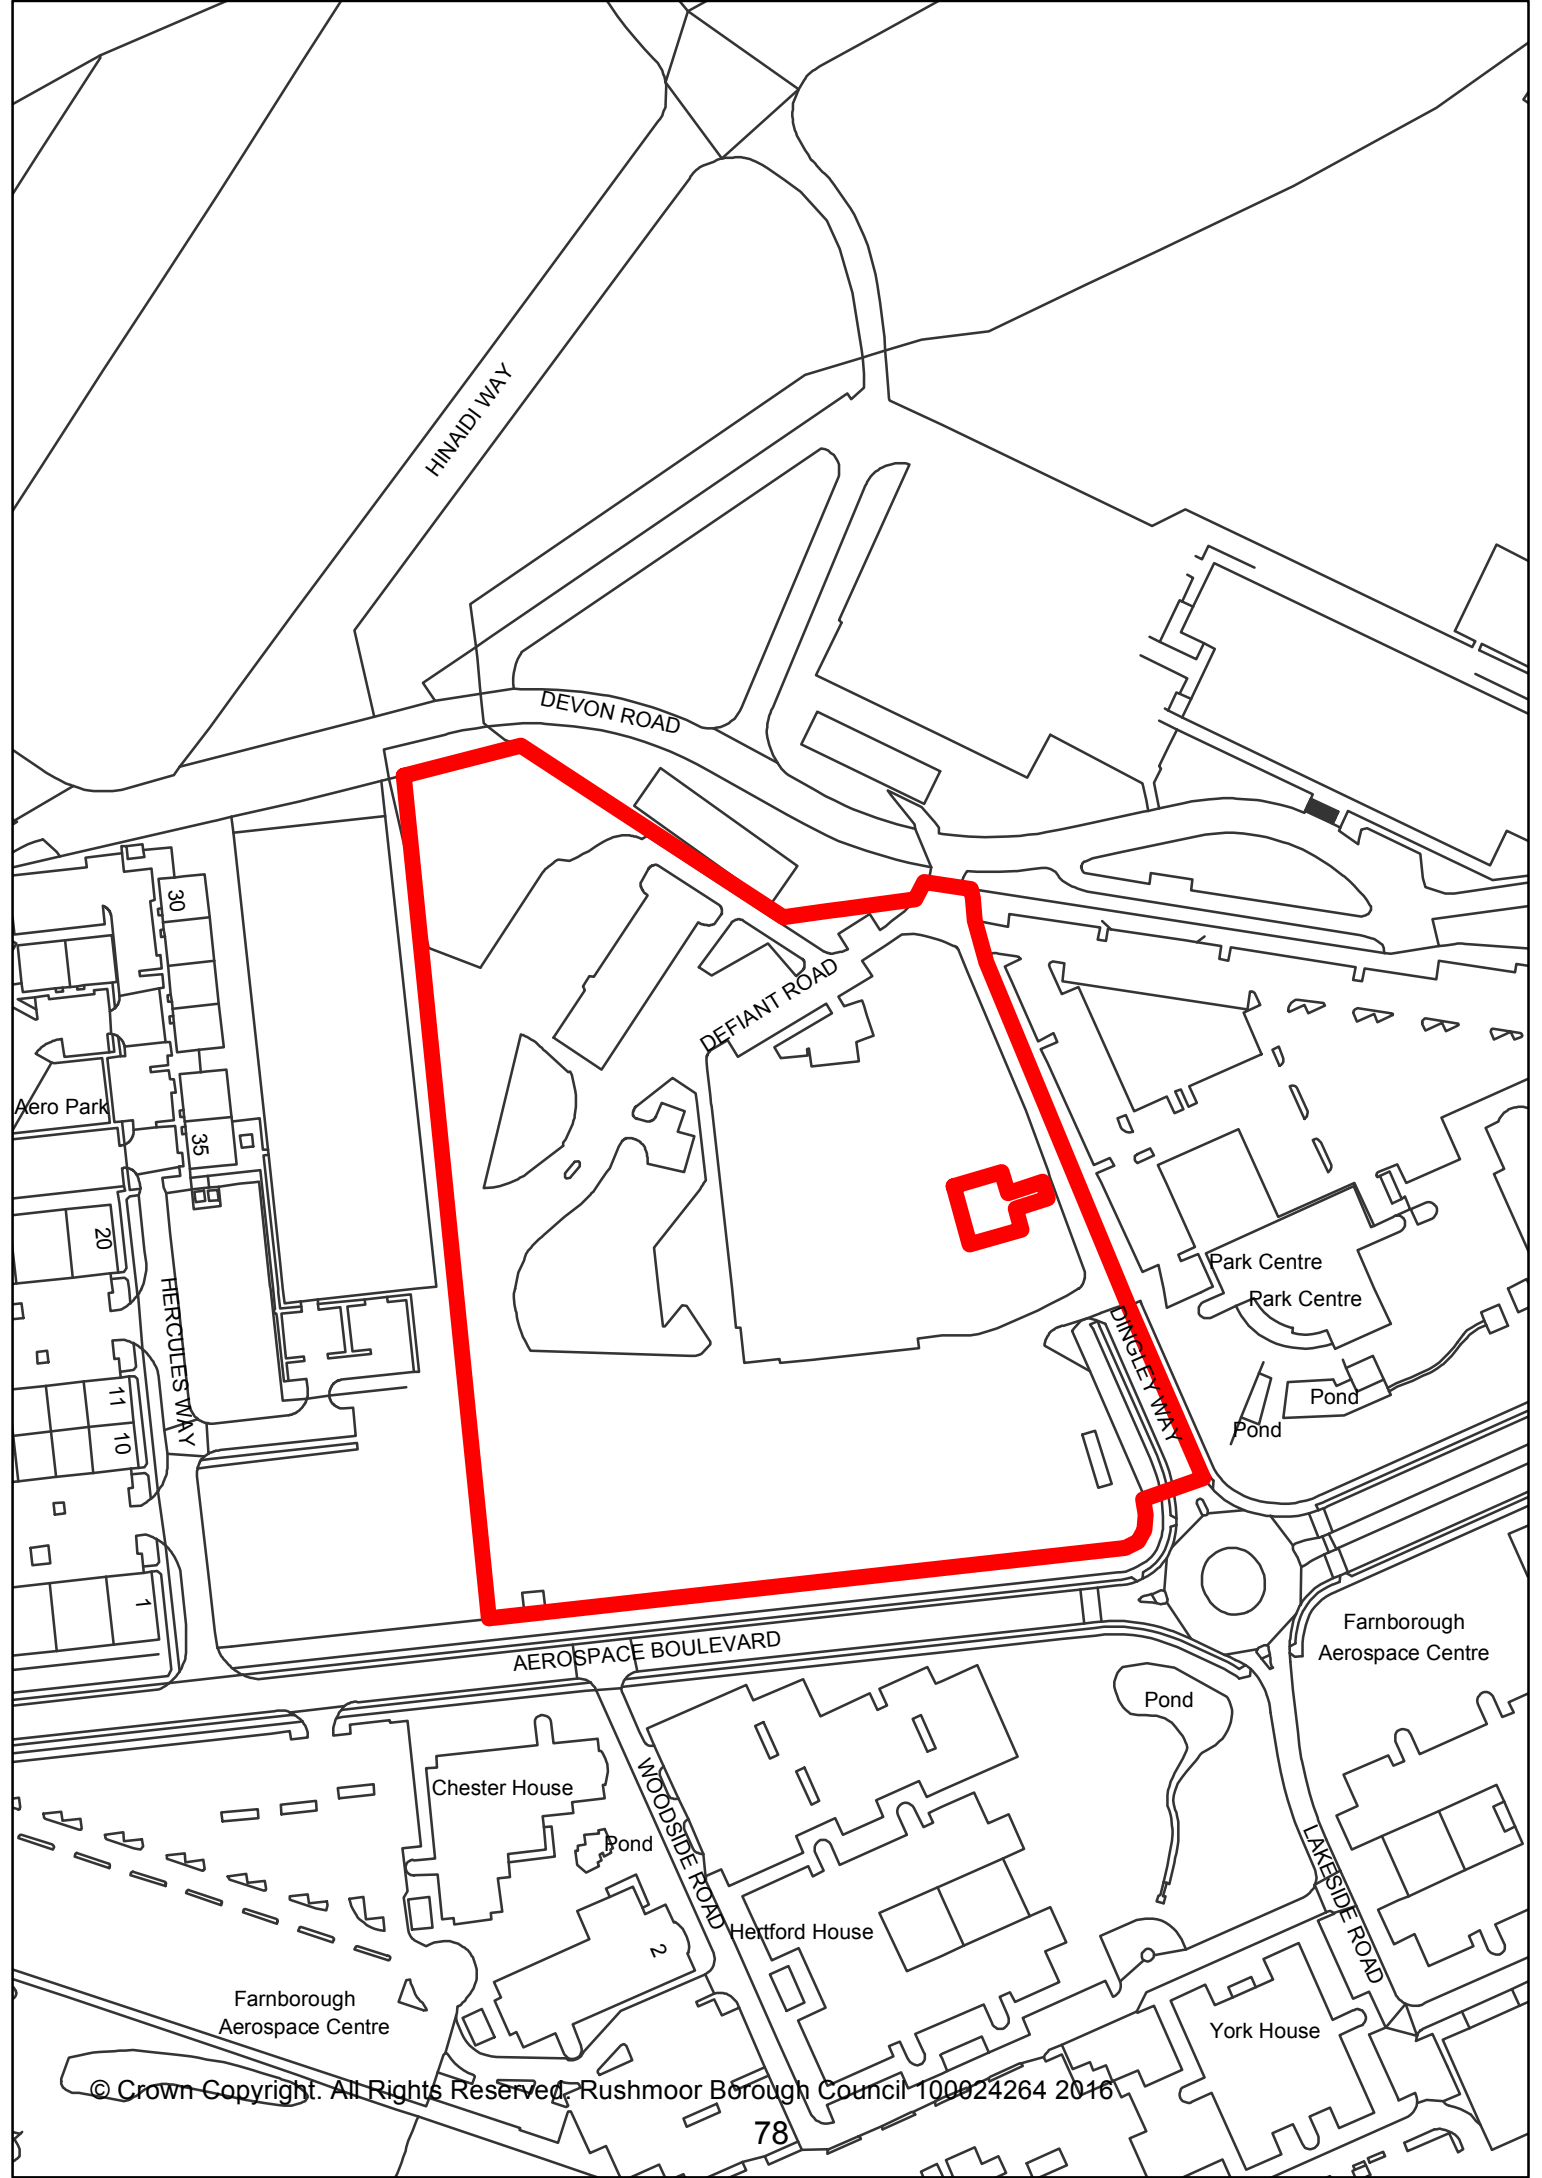 HINAIDI WAY
DEVON ROAD
30
DEFIANT ROAD
Aero Park
35
20
HERCULES WAY
Park Centre
Park Centre
DINGLEY WAY
11
10
Pond
Pond
1
AEROSPACE BOULEVARD
Farnborough
Aerospace Centre
Pond
Chester House
WOODSIDE ROAD
Pond
LAKESIDE ROAD
Hertford House
2
Farnborough
Aerospace Centre
York House
© Crown Copyright. All Rights Reserved. Rushmoor Borough Council 100024264 2016
78